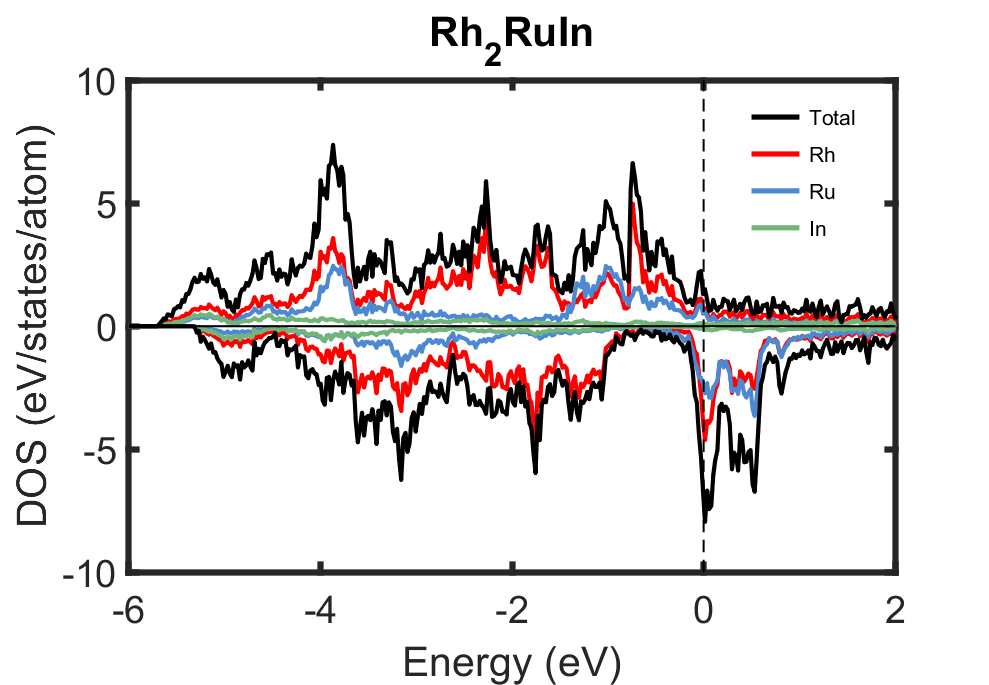 Rh2RuIn
10
5
0
0
-5
-10
-6
-4
-2
0
2
DOS (eV/states/atom)
Energy (eV)
Total
Rh
Ru
In